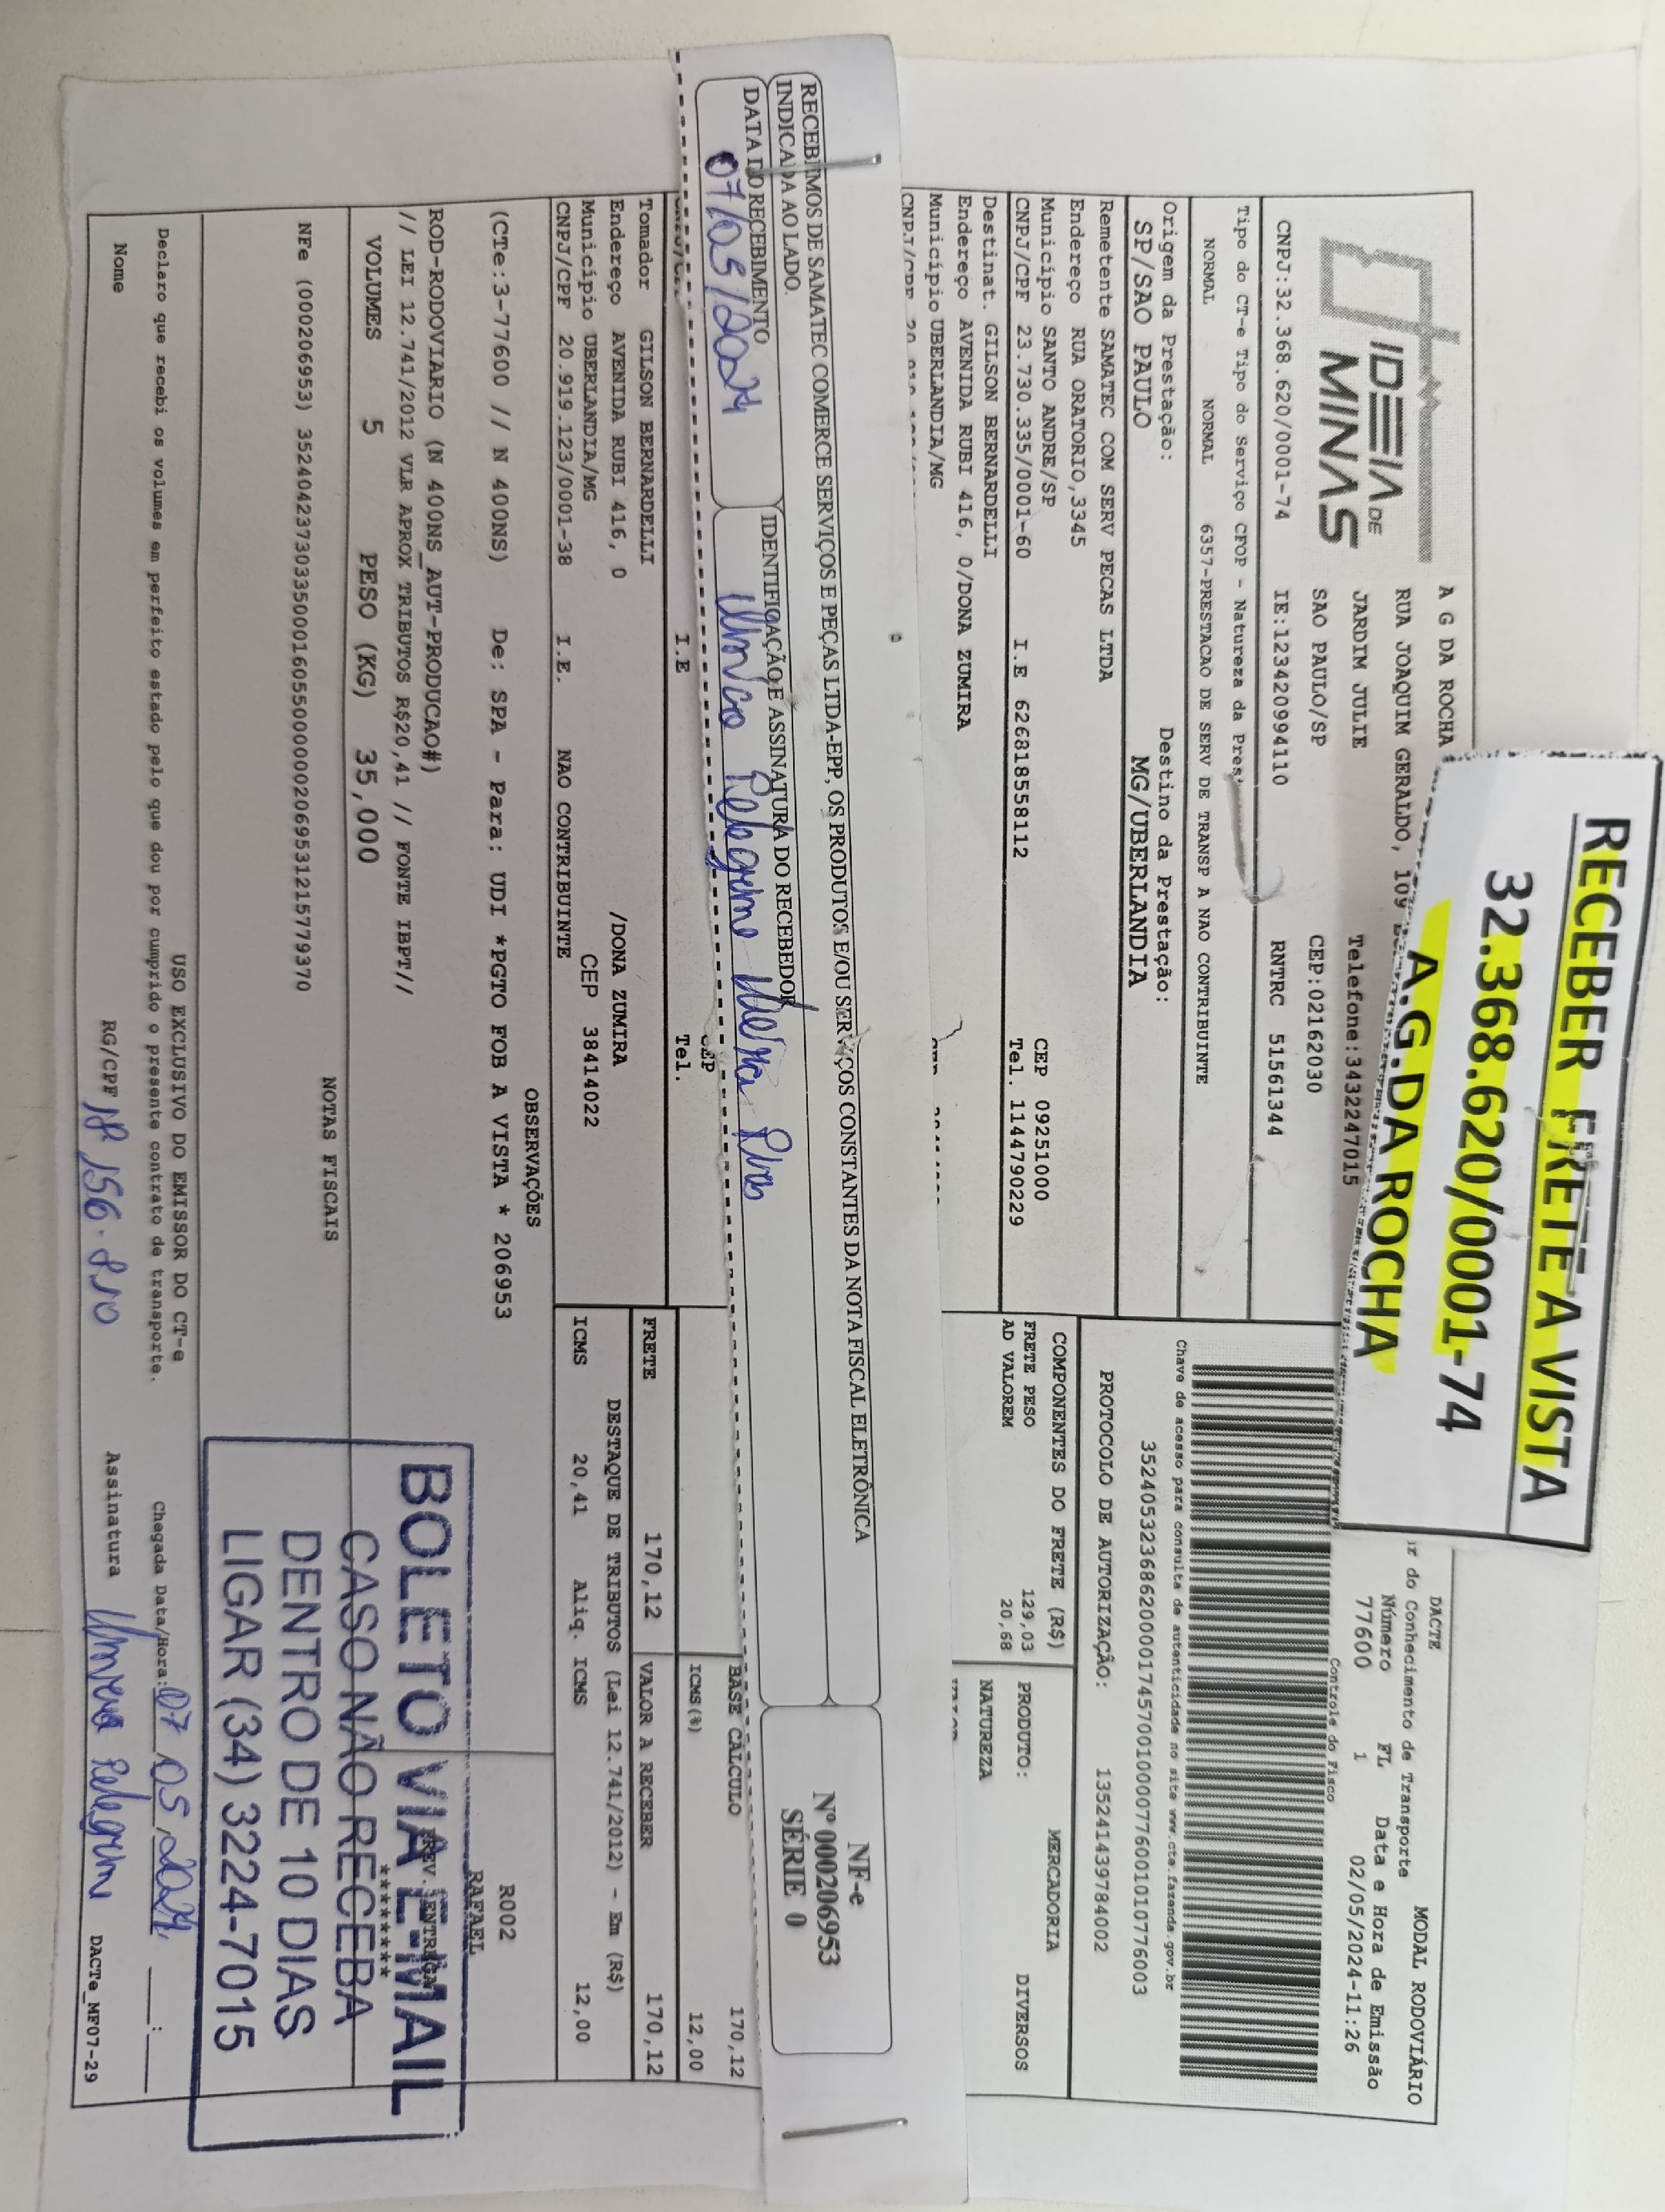 RECEBER FRETE A VISTA
32.368.620/0001-74
A.G.DA ROCHA
IDEIA DE
MINAS
A G DA ROCHA
RUA JOAQUIM GERALDO, 109
JARDIM JULIE Telefone:3432247015
SAO PAULO/SP CEP:02162030
CNPJ:32.368.620/0001-74 IE:123420994110 RNTRC 51561344
DACTE MODAL RODOVIÁRIO
do Conhecimento de Transporte
Número FL Data e Hora de Emissão
77600 1 02/05/2024-11:26
Controle do Fisco
Tipo do CT-e Tipo do Serviço CFOP - Natureza da Pres
NORMAL NORMAL 6357-PRESTACAO DE SERV DE TRANSP A NAO CONTRIBUINTE
Chave de acesso para consulta de autenticidade no site www.cte.fazenda.gov.br
35240532368620000174570010000776001010776003
Origem da Prestação: Destino da Prestação:
SP/SAO PAULO MG/UBERLANDIA
PROTOCOLO DE AUTORIZAÇÃO: 135241439784002
Remetente SAMATEC COM SERV PECAS LTDA
Endereço RUA ORATORIO,3345
Município SANTO ANDRE/SP CEP 09251000
CNPJ/CPF 23.730.335/0001-60 I.E 626818558112 Tel. 1144790229
COMPONENTES DO FRETE (R$) MERCADORIA
FRETE PESO 129,03 PRODUTO: DIVERSOS
AD VALOREM 20,68
NATUREZA
Destinat. GILSON BERNARDELLI
Endereço AVENIDA RUBI 416, 0/DONA ZUMIRA
Município UBERLANDIA/MG
CNPJ/CPF
RECEBEMOS DE SAMATEC COMERCE SERVIÇOS E PEÇAS LTDA-EPP, OS PRODUTOS E/OU SERVIÇOS CONSTANTES DA NOTA FISCAL ELETRÔNICA
INDICADA AO LADO.
DATA DO RECEBIMENTO IDENTIFICAÇÃO E ASSINATURA DO RECEBEDOR
07/05/2024
NF-e
Nº 000206953
SÉRIE 0
CEP
I.E Tel.
BASE CALCULO 170,12
ICMS(%) 12,00
Tomador GILSON BERNARDELLI
Endereço AVENIDA RUBI 416, 0 /DONA ZUMIRA
Município UBERLANDIA/MG CEP 38414022
CNPJ/CPF 20.919.123/0001-38 I.E. NAO CONTRIBUINTE
FRETE 170,12 VALOR A RECEBER 170,12
DESTAQUE DE TRIBUTOS (Lei 12.741/2012) - Em (R$)
ICMS 20,41 Aliq. ICMS 12,00
OBSERVAÇÕES
(CTe:3-77600 // N 400NS) De: SPA - Para: UDI *PGTO FOB A VISTA * 206953
R002
RAFAEL
PREV. ENTREGA
********
ROD-RODOVIARIO (N 400NS_AUT-PRODUCAO#)
// LEI 12.741/2012 VLR APROX TRIBUTOS R$20,41 // FONTE IBPT//
VOLUMES 5 PESO (KG) 35,000
NOTAS FISCAIS
NFe (000206953) 35240423730335000160550000002069531215779370
BOLETO VIA E-MAIL
CASO NÃO RECEBA
DENTRO DE 10 DIAS
LIGAR (34) 3224-7015
USO EXCLUSIVO DO EMISSOR DO CT-e
Declaro que recebi os volumes em perfeito estado pelo que dou por cumprido o presente contrato de transporte. Chegada Data/Hora: 07 05 2024 __:__
Nome RG/CPF Assinatura DACTe_MF07-29